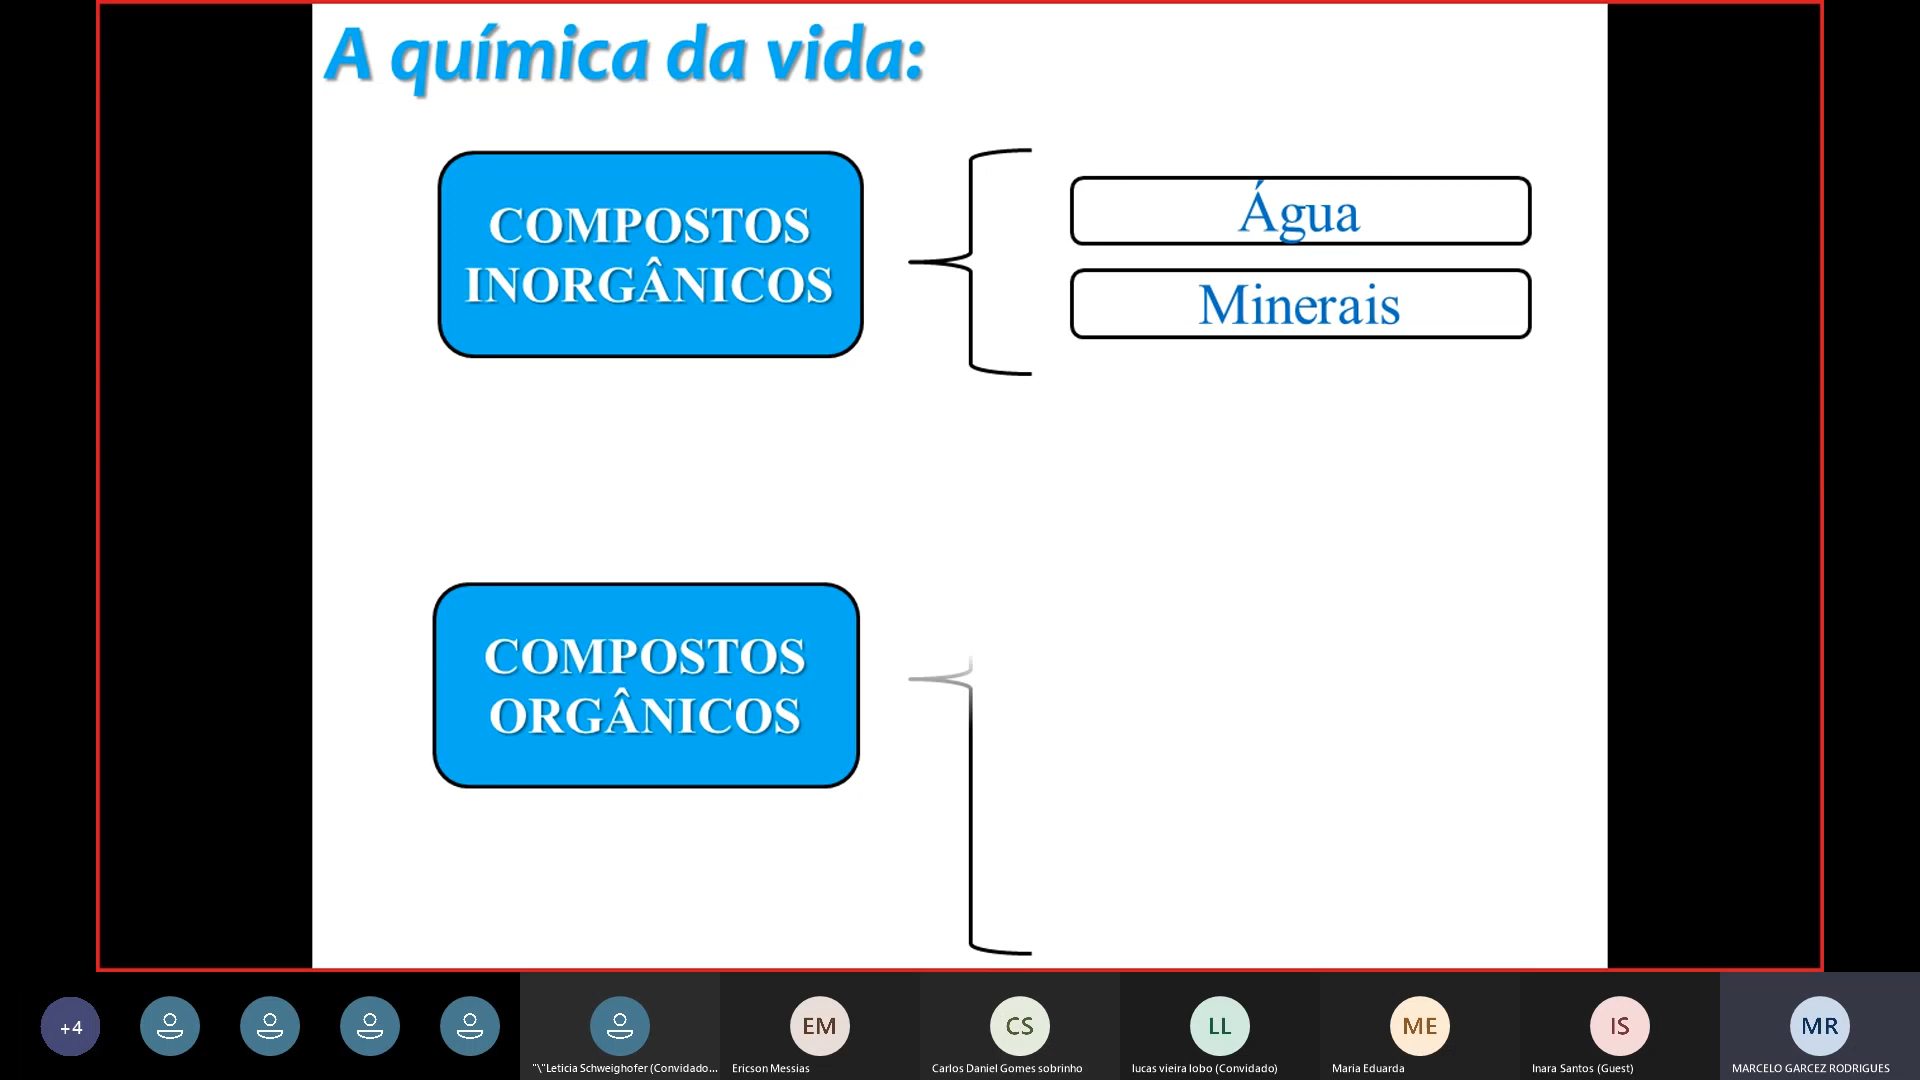 A química da vida:
COMPOSTOS
INORGÂNICOS
Água
Minerais
COMPOSTOS
ORGÂNICOS
+4
EM
CS
LL
ME
IS
MR
"\"Leticia Schweighofer (Convidado...
Ericson Messias
Carlos Daniel Gomes sobrinho
lucas vieira lobo (Convidado)
Maria Eduarda
Inara Santos (Guest)
MARCELO GARCEZ RODRIGUES